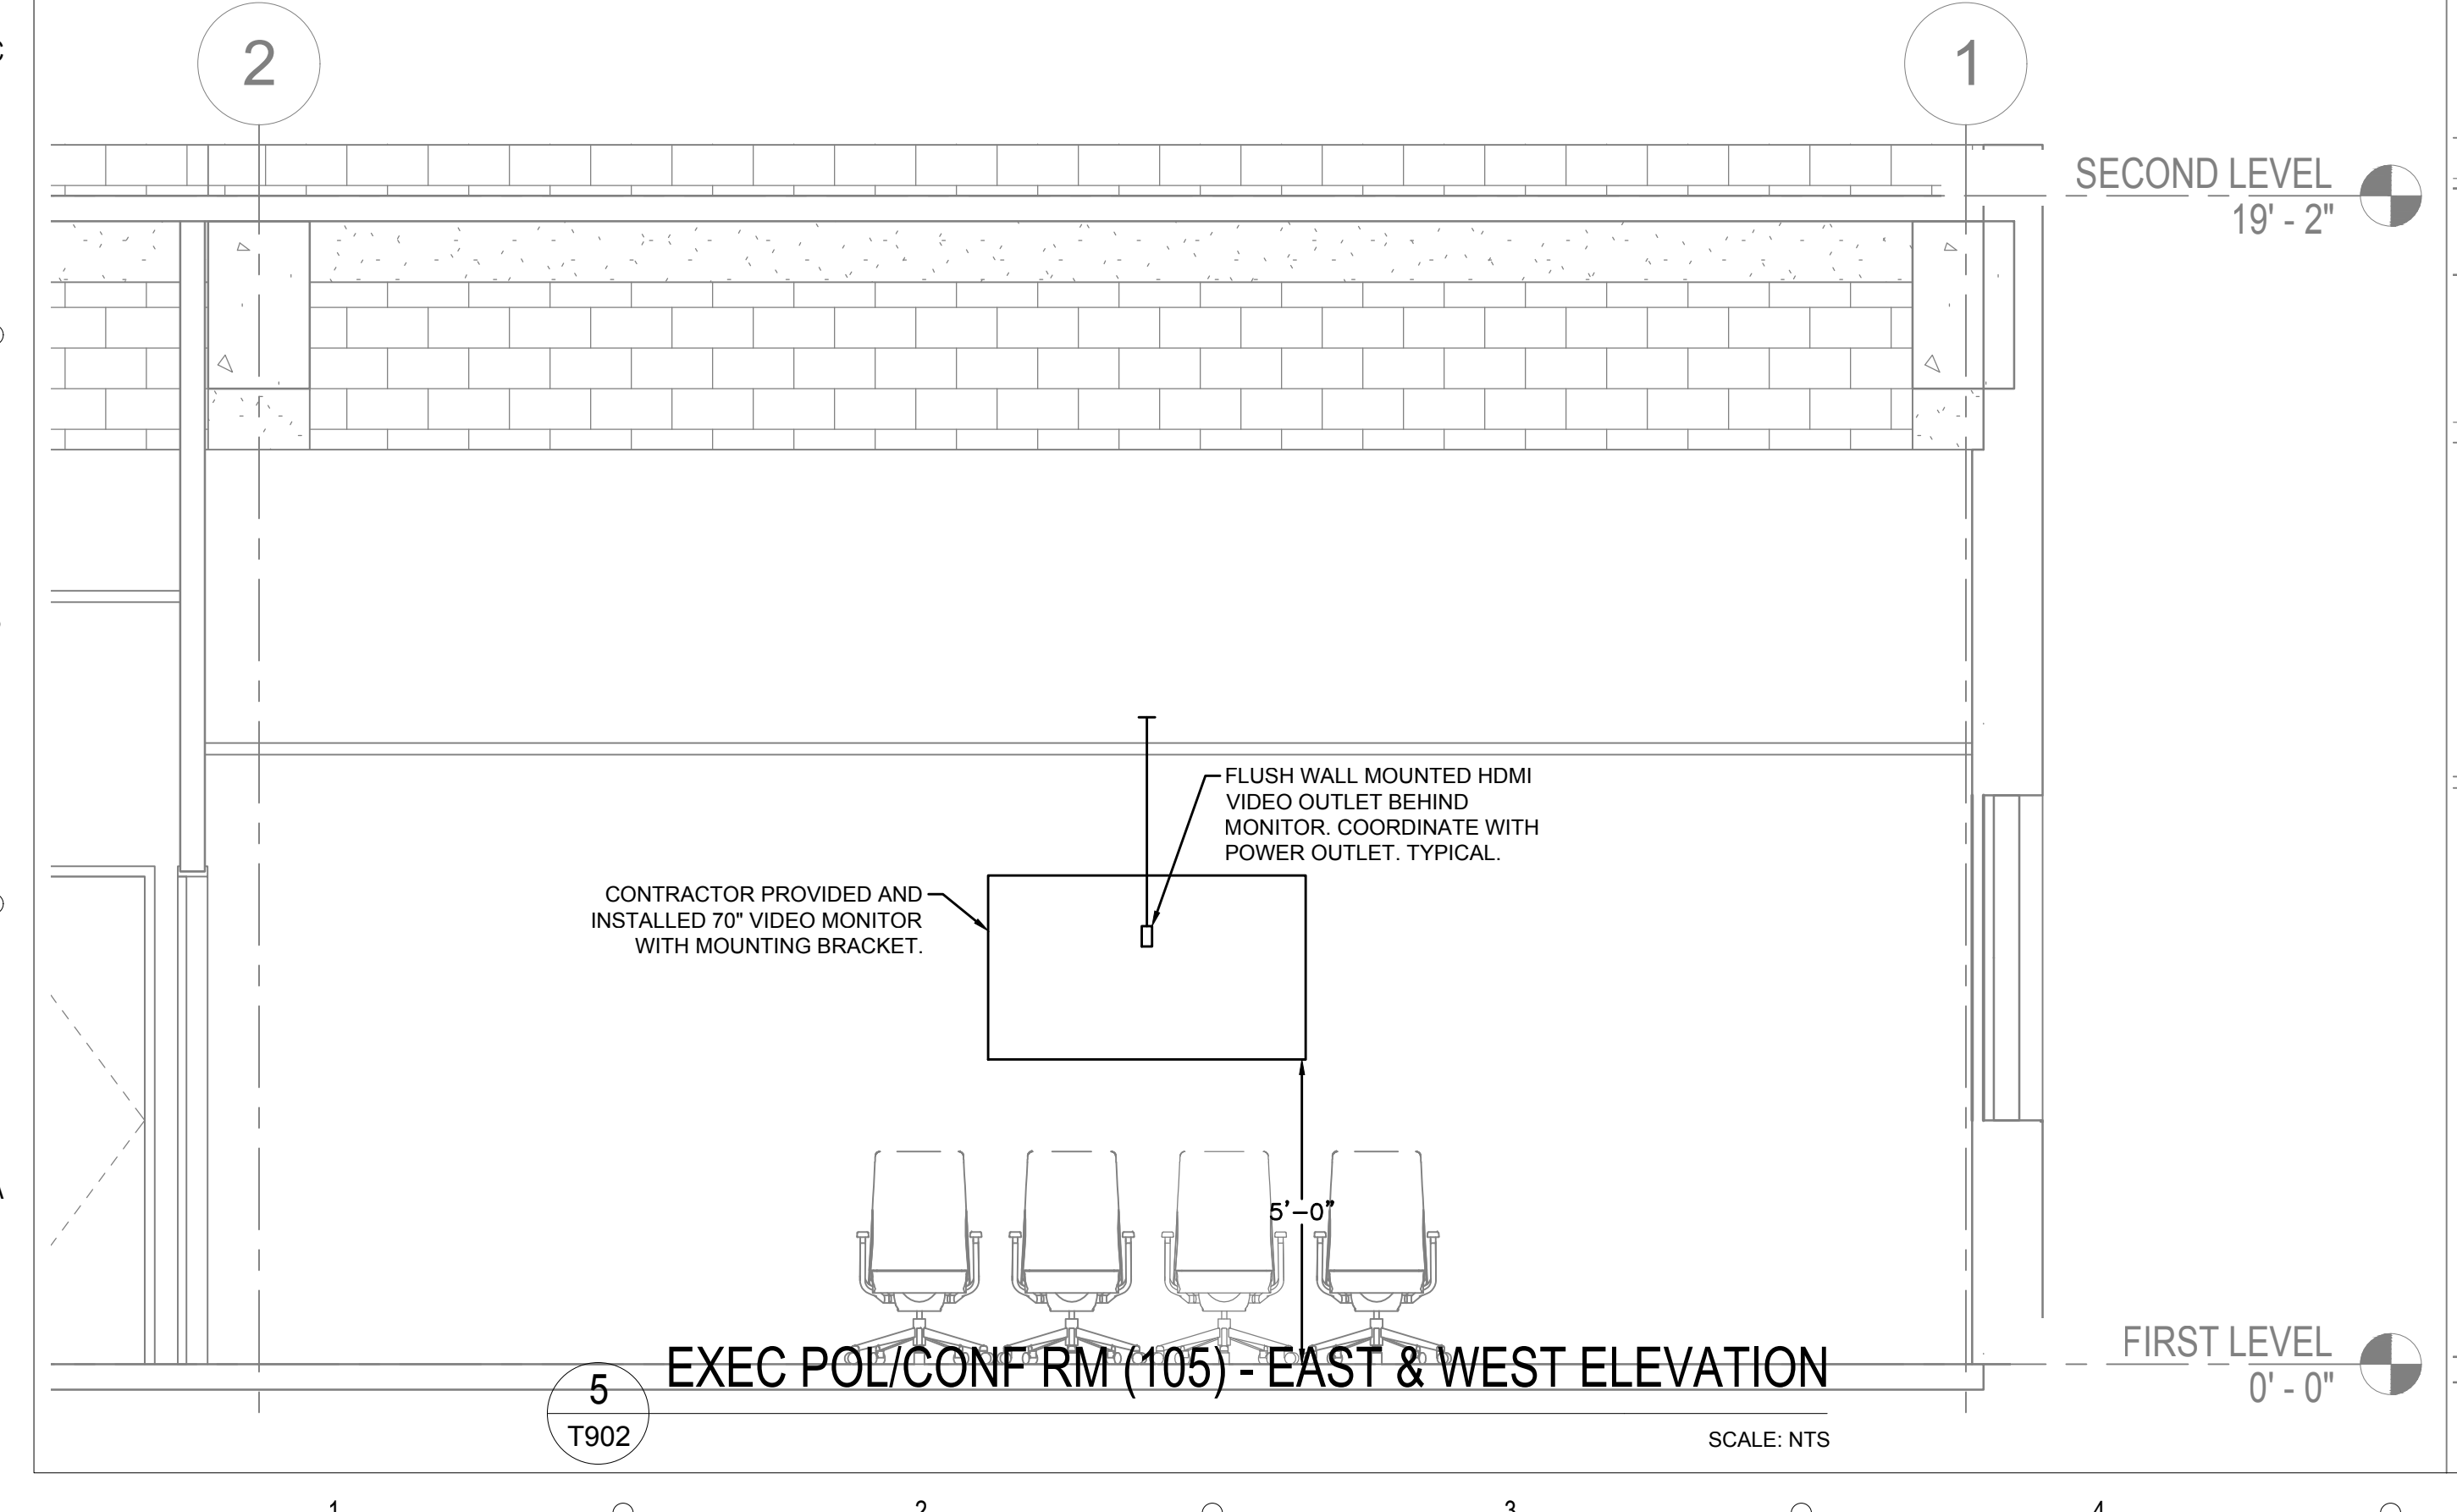 2
1
SECOND LEVEL
19' - 2"
FLUSH WALL MOUNTED HDMI
VIDEO OUTLET BEHIND
MONITOR. COORDINATE WITH
POWER OUTLET. TYPICAL.
CONTRACTOR PROVIDED AND
INSTALLED 70" VIDEO MONITOR
WITH MOUNTING BRACKET.
5'-0"
FIRST LEVEL
0' - 0"
5
T902
EXEC POL/CONF RM (105) - EAST & WEST ELEVATION
SCALE: NTS
1
2
3
4